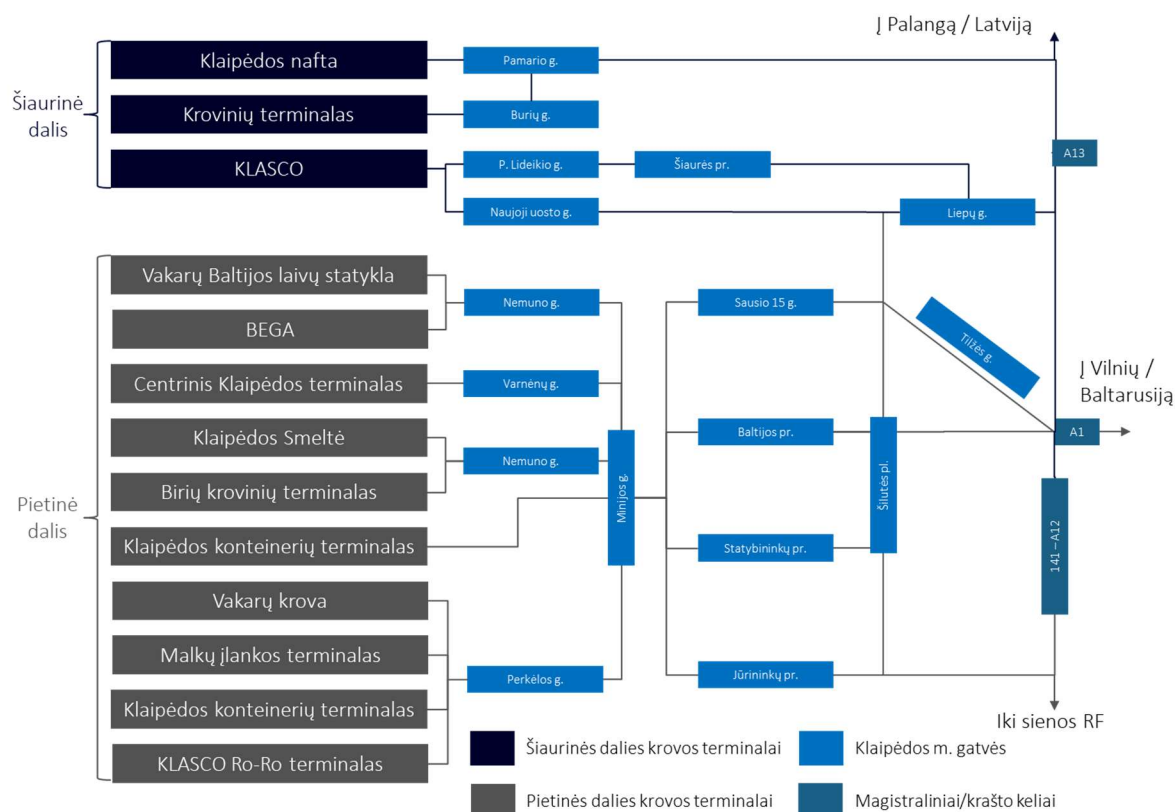 Į Palangą / Latviją
Šiaurinė
dalis
Klaipėdos nafta
Pamario g.
Krovinių terminalas
Burių g.
A13
KLASCO
P. Lideikio g.
Šiaurės pr.
Naujoji uosto g.
Liepų g.
Pietinė
dalis
Vakarų Baltijos laivų statykla
Nemuno g.
Sausio 15 g.
BEGA
Tilžės g.
Centrinis Klaipėdos terminalas
Varnėnų g.
Į Vilnių /
Baltarusiją
Klaipėdos Smeltė
Baltijos pr.
A1
Nemuno g.
Birių krovinių terminalas
Minijos g.
Šilutės pl.
Klaipėdos konteinerių terminalas
Statybininkų pr.
141 – A12
Vakarų krova
Malkų įlankos terminalas
Perkėlos g.
Jūrininkų pr.
Klaipėdos konteinerių terminalas
Iki sienos RF
KLASCO Ro-Ro terminalas
Šiaurinės dalies krovos terminalai
Klaipėdos m. gatvės
Pietinės dalies krovos terminalai
Magistraliniai/krašto keliai